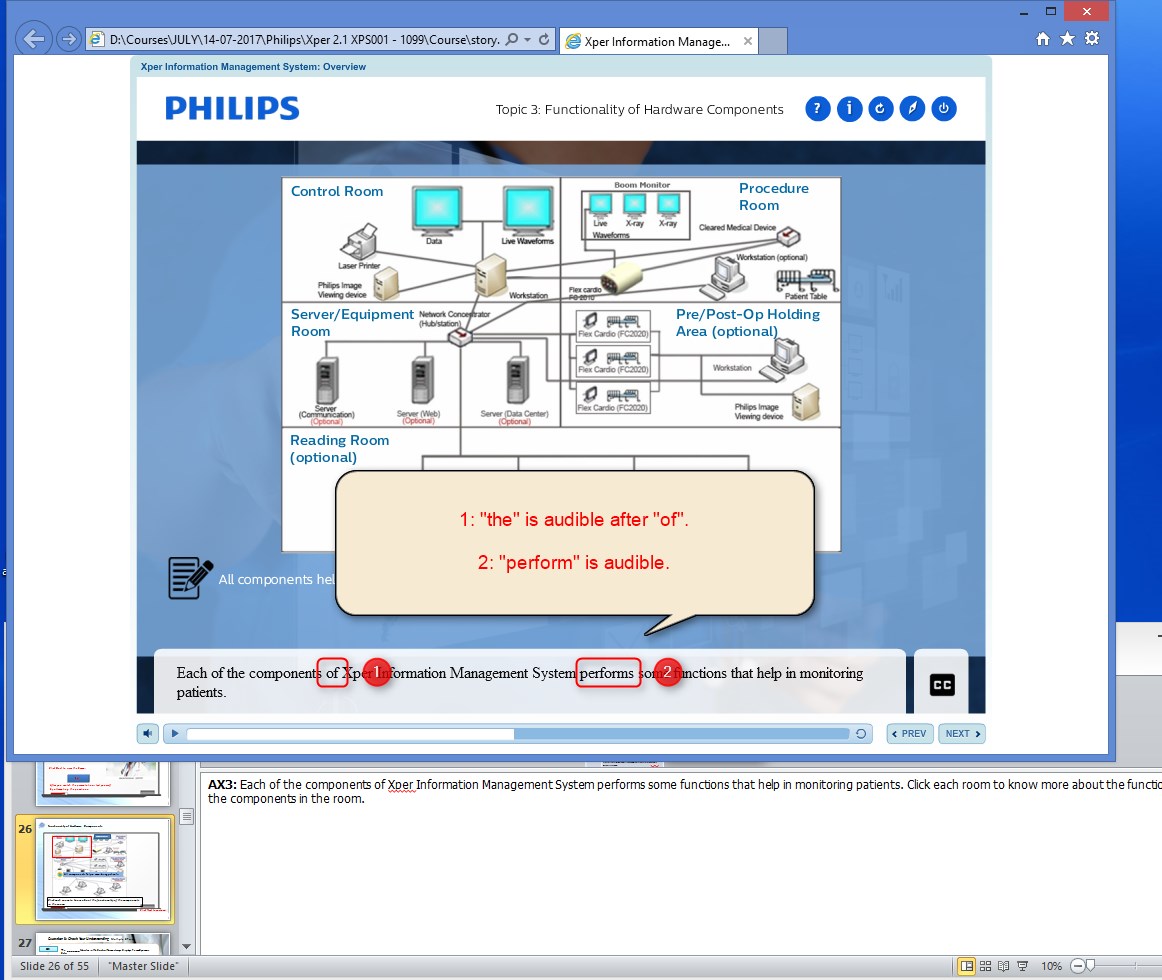 D:\Courses\JULY\14-07-2017\Philips\Xper 2.1 XPS001 - 1099\Course\story.
Xper Information Manage...
Xper Information Management System: Overview
PHILIPS
Topic 3: Functionality of Hardware Components
Control Room
Data
Live Waveforms
Laser Printer
Philips Image
Viewing device
Workstation
Boom Monitor
Procedure
Room
Live
X-ray
X-ray
Waveforms
Cleared Medical Device
Workstation (optional)
Flex cardio
Patient Table
Server/Equipment
Room
Network Concentrator
(Hub/station)
Server
(Communication)
(Optional)
Server (Web)
(Optional)
Server (Data Center)
(Optional)
Pre/Post-Op Holding
Area (optional)
Flex Cardio (FC2020)
Flex Cardio (FC2020)
Flex Cardio (FC2020)
Workstation
Philips Image
Viewing device
Reading Room
(optional)
1: "the" is audible after "of".
2: "perform" is audible.
All components hel
Each of the components of Xper Information Management System performs some functions that help in monitoring
patients.
1
2
CC
PREV
NEXT
AX3: Each of the components of Xper Information Management System performs some functions that help in monitoring patients. Click each room to know more about the functio
the components in the room.
26
27
Slide 26 of 55
"Master Slide"
10%